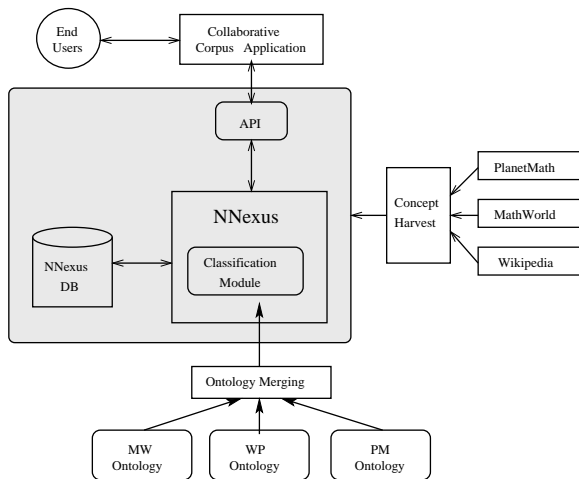 End
Users
Collaborative
Corpus Application
API
NNexus
Classification
Module
NNexus
DB
Concept
Harvest
PlanetMath
MathWorld
Wikipedia
Ontology Merging
MW
Ontology
WP
Ontology
PM
Ontology